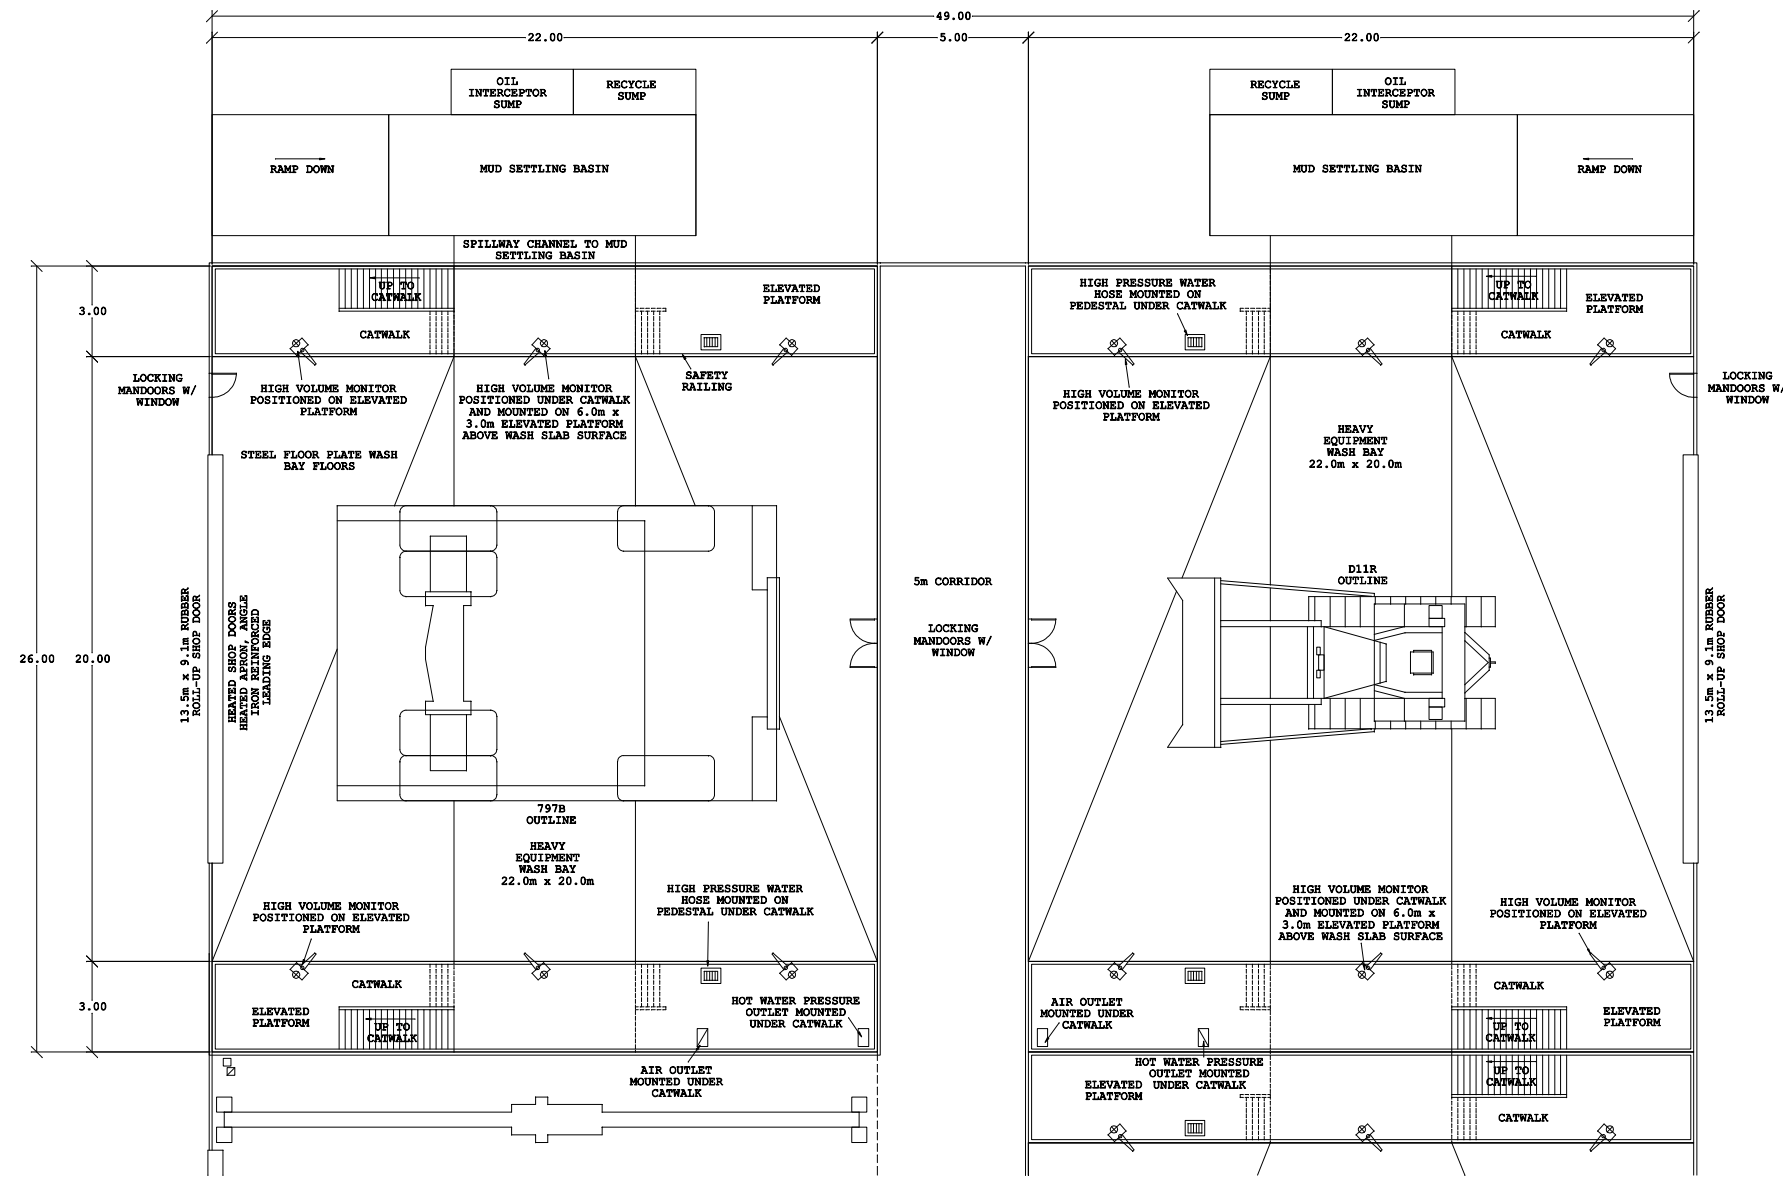 49.00
22.00
5.00
22.00
OIL
INTERCEPTOR
SUMP
RECYCLE
SUMP
RECYCLE
SUMP
OIL
INTERCEPTOR
SUMP
RAMP DOWN
MUD SETTLING BASIN
MUD SETTLING BASIN
RAMP DOWN
SPILLWAY CHANNEL TO MUD
SETTLING BASIN
3.00
UP TO
CATWALK
CATWALK
ELEVATED
PLATFORM
HIGH PRESSURE WATER
HOSE MOUNTED ON
PEDESTAL UNDER CATWALK
UP TO
CATWALK
CATWALK
ELEVATED
PLATFORM
LOCKING
MANDOORS W/
WINDOW
HIGH VOLUME MONITOR
POSITIONED ON ELEVATED
PLATFORM
HIGH VOLUME MONITOR
POSITIONED UNDER CATWALK
AND MOUNTED ON 6.0m x
3.0m ELEVATED PLATFORM
ABOVE WASH SLAB SURFACE
SAFETY
RAILING
HIGH VOLUME MONITOR
POSITIONED ON ELEVATED
PLATFORM
LOCKING
MANDOORS W/
WINDOW
STEEL FLOOR PLATE WASH
BAY FLOORS
HEAVY
EQUIPMENT
WASH BAY
22.0m x 20.0m
26.00
20.00
13.5m x 9.1m RUBBER
ROLL-UP SHOP DOOR
HEATED SHOP DOORS
HEATED APRON, ANGLE
IRON REINFORCED
LEADING EDGE
5m CORRIDOR
LOCKING
MANDOORS W/
WINDOW
D11R
OUTLINE
13.5m x 9.1m RUBBER
ROLL-UP SHOP DOOR
797B
OUTLINE
HEAVY
EQUIPMENT
WASH BAY
22.0m x 20.0m
HIGH VOLUME MONITOR
POSITIONED ON ELEVATED
PLATFORM
HIGH PRESSURE WATER
HOSE MOUNTED ON
PEDESTAL UNDER CATWALK
HIGH VOLUME MONITOR
POSITIONED UNDER CATWALK
AND MOUNTED ON 6.0m x
3.0m ELEVATED PLATFORM
ABOVE WASH SLAB SURFACE
HIGH VOLUME MONITOR
POSITIONED ON ELEVATED
PLATFORM
3.00
CATWALK
ELEVATED
PLATFORM
UP TO
CATWALK
HOT WATER PRESSURE
OUTLET MOUNTED
UNDER CATWALK
AIR OUTLET
MOUNTED UNDER
CATWALK
CATWALK
UP TO
CATWALK
ELEVATED
PLATFORM
AIR OUTLET
MOUNTED UNDER
CATWALK
HOT WATER PRESSURE
OUTLET MOUNTED
UNDER CATWALK
ELEVATED
PLATFORM
UP TO
CATWALK
CATWALK